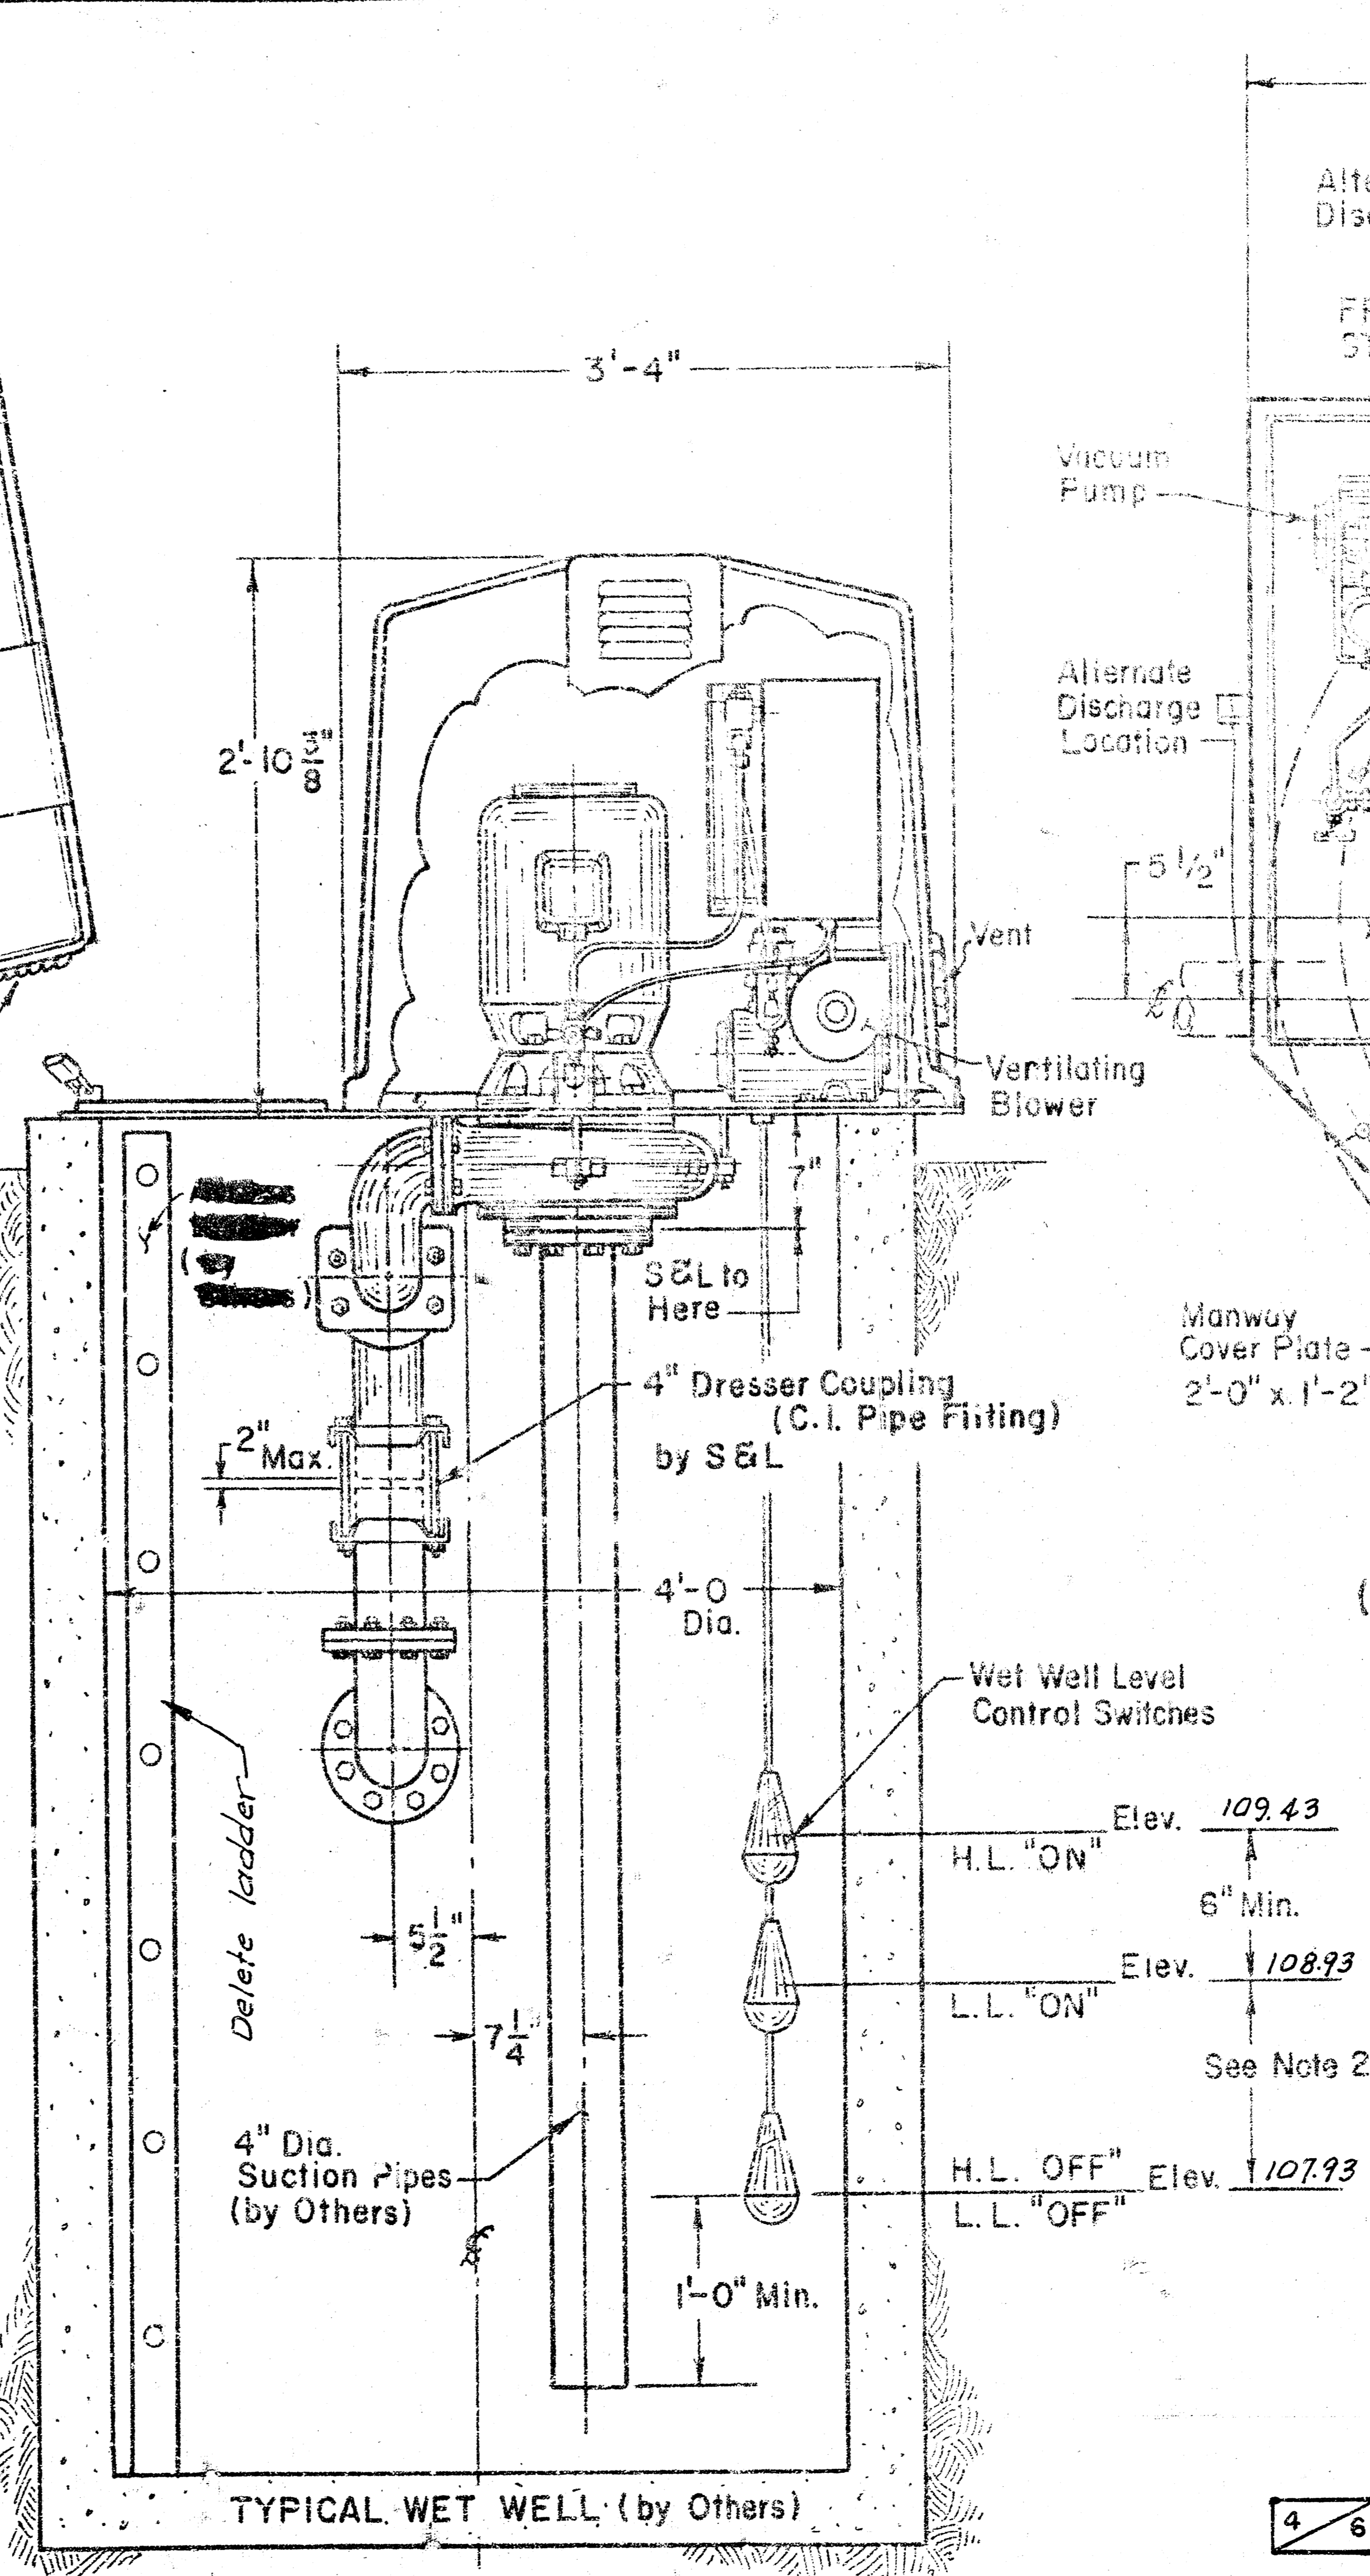 3'-4"
Vacuum
Pump
2'-10 3/8"
Alternate
Discharge
Location
5 1/2"
Vent
Ventilating
Blower
7"
S&L to
Here
Manway
Cover Plate
2'-0" x 1'-2"
4" Dresser Coupling
(C.I. Pipe Fitting)
by S&L
2"
Max.
4'-0
Dia.
Wet Well Level
Control Switches
Delete ladder
Elev. 109.43
H.L. "ON"
6" Min.
5 1/2"
Elev. 108.93
L.L. "ON"
7 1/4"
See Note 2
4" Dia.
Suction Pipes
(by Others)
H.L. "OFF"
Elev. 107.93
L.L. "OFF"
1'-0" Min.
TYPICAL WET WELL (by Others)
4/6